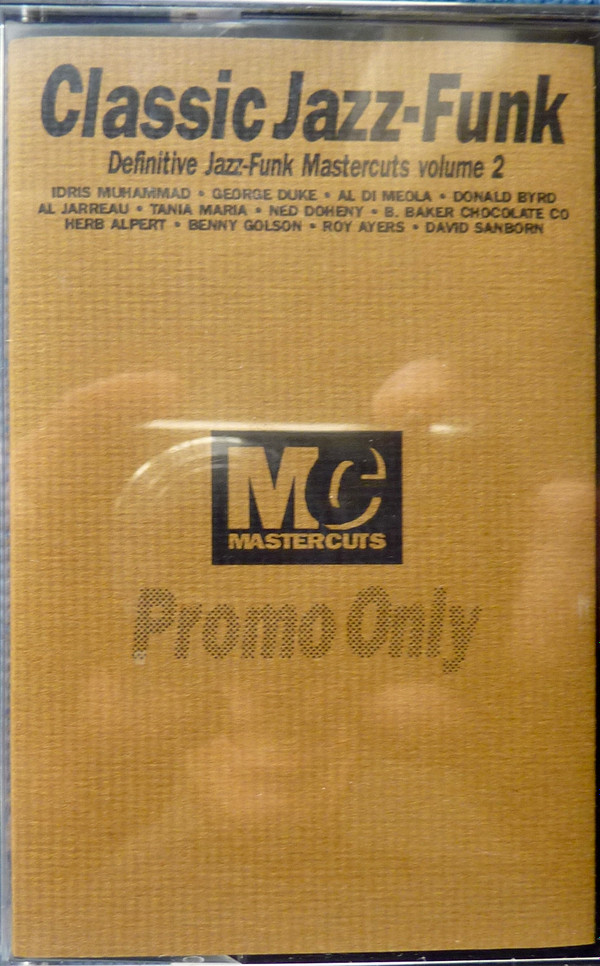 Classic Jazz-Funk
Definitive Jazz-Funk Mastercuts volume 2
IDRIS MUHAMMAD • GEORGE DUKE • AL DI MEOLA • DONALD BYRD
AL JARREAU • TANIA MARIA • NED DOHENY • B. BAKER CHOCOLATE CO
HERB ALPERT • BENNY GOLSON • ROY AYERS • DAVID SANBORN
Mc
MASTERCUTS
Promo Only